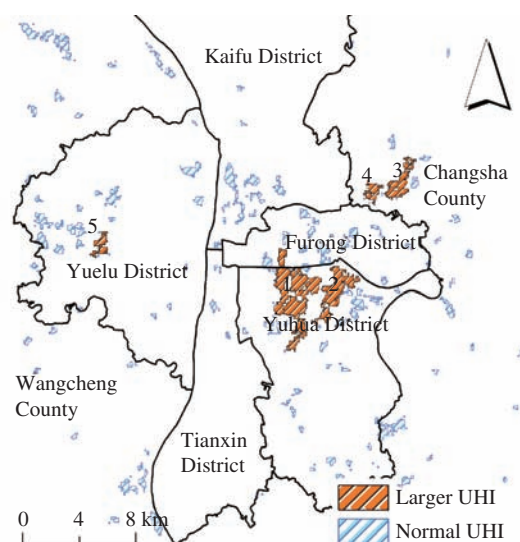 Kaifu District
4
3
Changsha
County
5
Furong District
Yuelu District
1
2
Yuhua District
Wangcheng
County
Tianxin
District
Larger UHI
0 4 8 km
Normal UHI